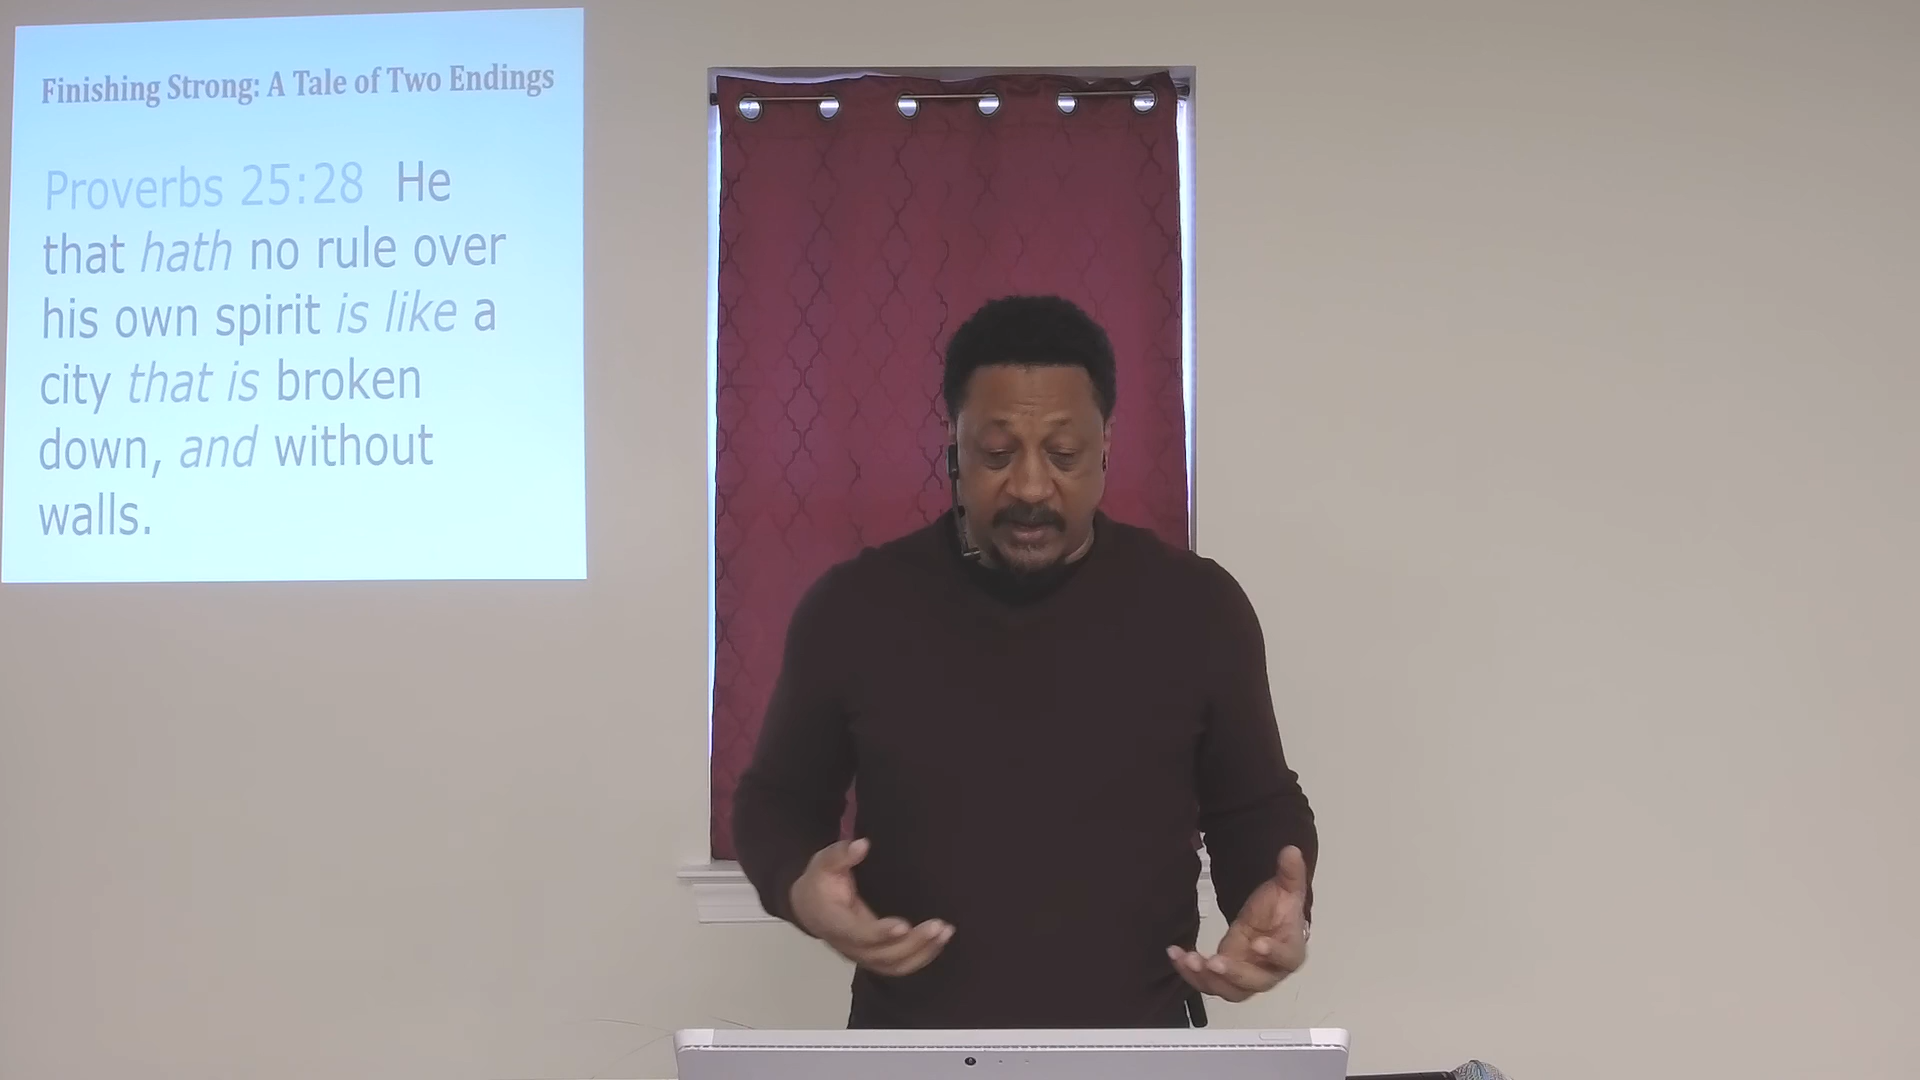 Finishing Strong: A Tale of Two Endings
Proverbs 25:28 He
that hath no rule over
his own spirit is like a
city that is broken
down, and without
walls.